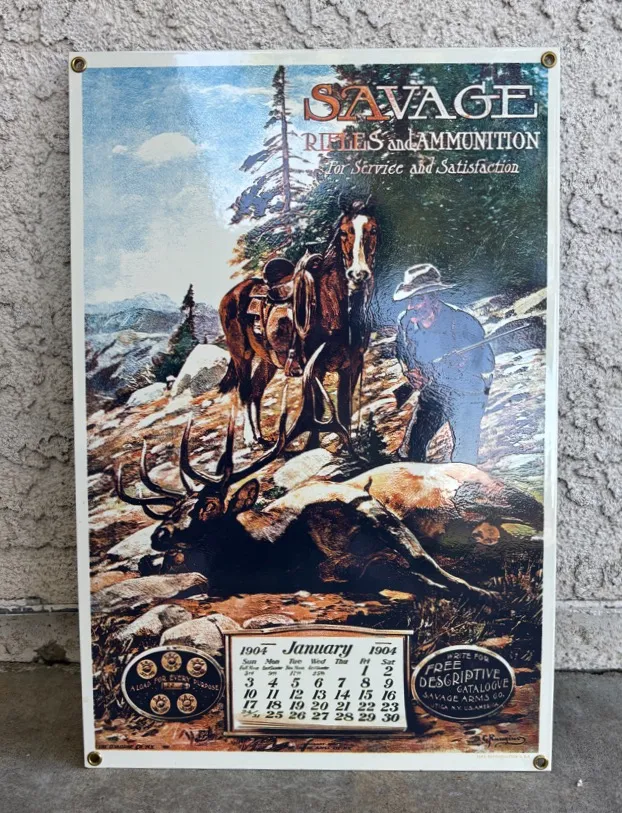 SAVAGE
RIFLES and AMMUNITION
for Service and Satisfaction
1904 January 1904
Sun Mon Tue Wed Thu Fri Sat
1 2
3 4 5 6 7 8 9
10 11 12 13 14 15 16
17 18 19 20 21 22 23
24/31 25 26 27 28 29 30
A LOAD FOR EVERY PURPOSE
WRITE FOR
FREE
DESCRIPTIVE
CATALOGUE
SAVAGE ARMS CO.
UTICA N.Y. U.S. AMERICA